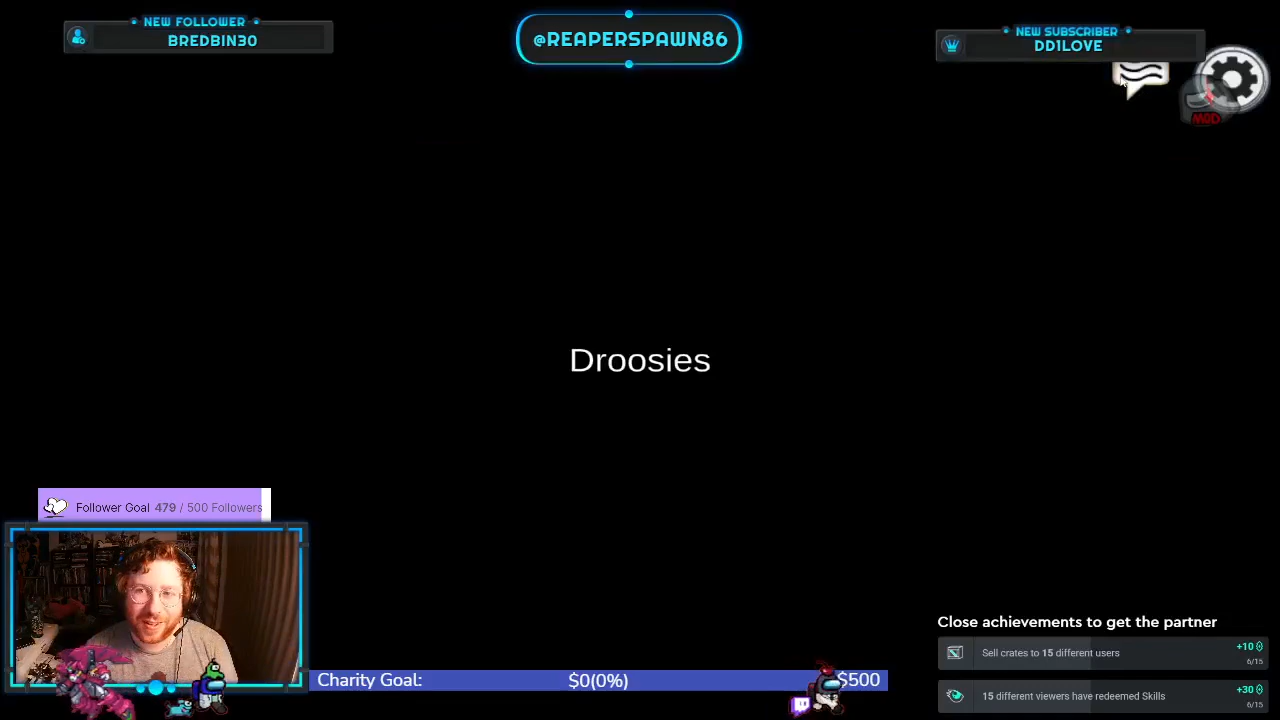 NEW FOLLOWER
BREDBIN30
@REAPERSPAWN86
NEW SUBSCRIBER
DD1LOVE
MOD
Droosies
Follower Goal 479 / 500 Followers
Close achievements to get the partner
Sell crates to 15 different users
+10
6/15
15 different viewers have redeemed Skills
+30
6/15
Charity Goal: $0(0%) $500